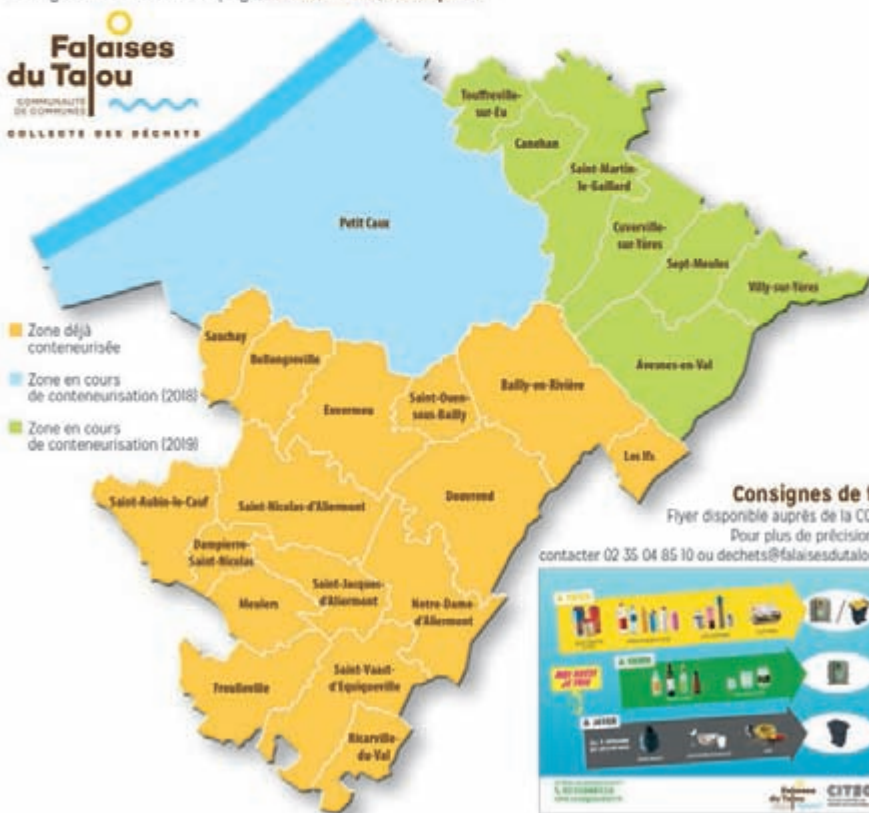 Falaises
du Talou
COMMUNAUTÉ
DE COMMUNES
COLLECTE DES DÉCHETS
Touffreville-
sur-Eu
Canehan
Saint-Martin-
le-Gaillard
Petit Caux
Cuverville-
sur-Yères
Sept-Meules
Villy-sur-Yères
Avesnes-en-Val
Zone déjà
conteneurisée
Zone en cours
de conteneurisation (2018)
Zone en cours
de conteneurisation (2019)
Sauchay
Bellengreville
Envermeu
Saint-Ouen-
sous-Bailly
Bailly-en-Rivière
Les Ifs
Saint-Aubin-le-Cauf
Saint-Nicolas-d'Aliermont
Douvrend
Dampierre-
Saint-Nicolas
Meulers
Saint-Jacques-
d'Aliermont
Notre-Dame-
d'Aliermont
Freulleville
Saint-Vaast-
d'Equiqueville
Ricarville-
du-Val
Consignes de
Flyer disponible auprès de la
Pour plus de
contacter 02 35 04 85 10 ou
À JETER
Falaises
du Talou